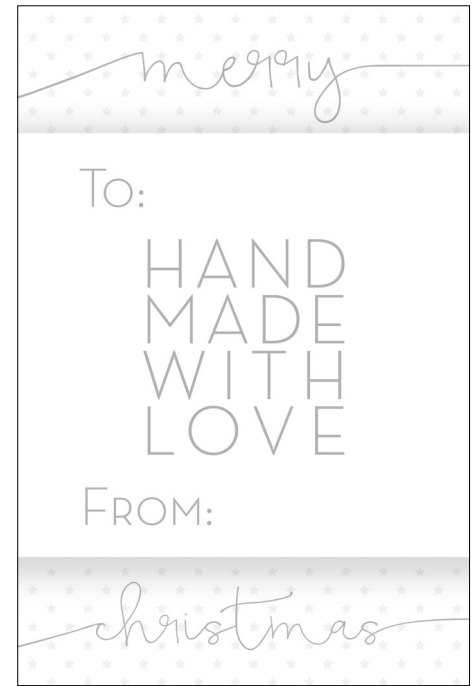 merry
To:
HAND
MADE
WITH
LOVE
From:
christmas